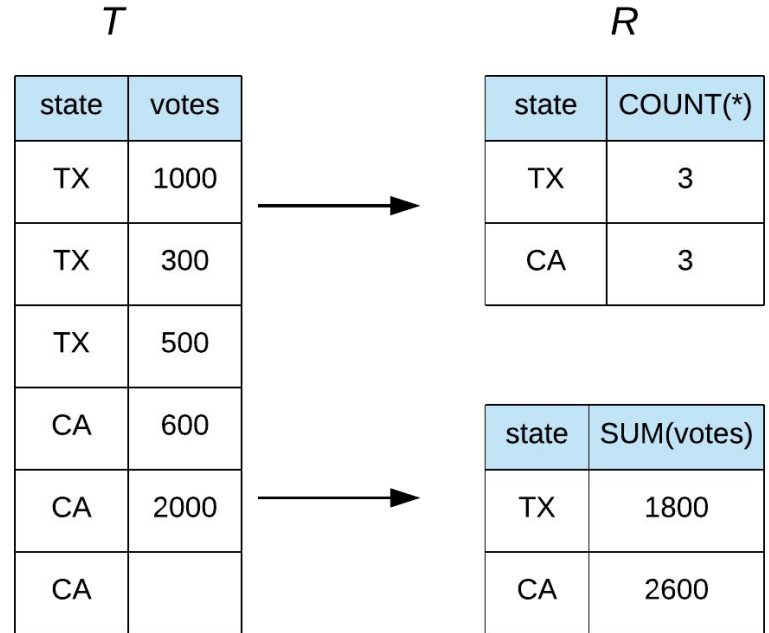 T
state votes
TX 1000
TX 300
TX 500
CA 600
CA 2000
CA
R
state COUNT(*)
TX 3
CA 3
state SUM(votes)
TX 1800
CA 2600